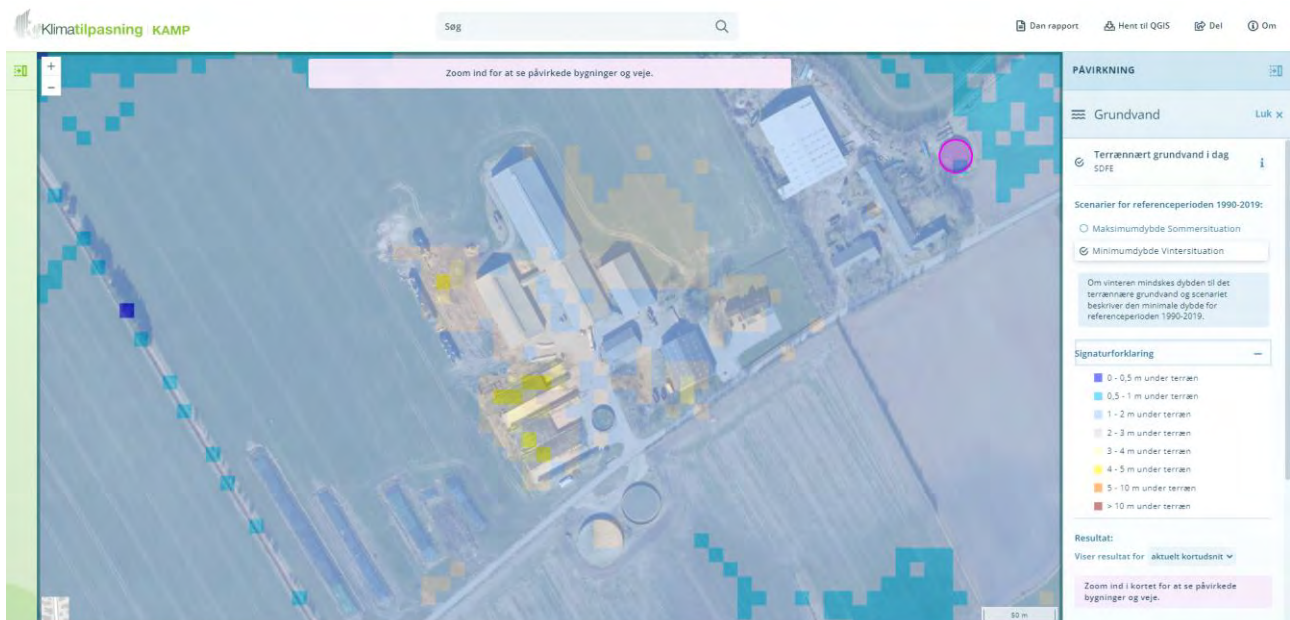 Klimatilpasning KAMP
Søg
Dan rapport
Hent til QGIS
Del
Om
+
−
Zoom ind for at se påvirkede bygninger og veje.
PÅVIRKNING
Grundvand
Luk ×
Terrænnært grundvand i dag
SDFE
Scenarier for referenceperioden 1990-2019:
Maksimumdybde Sommersituation
Minimumdybde Vintersituation
Om vinteren mindskes dybden til det
terrænnære grundvand og scenariet
beskriver den minimale dybde for
referenceperioden 1990-2019.
Signaturforklaring
0 - 0,5 m under terræn
0,5 - 1 m under terræn
1 - 2 m under terræn
2 - 3 m under terræn
3 - 4 m under terræn
4 - 5 m under terræn
5 - 10 m under terræn
> 10 m under terræn
Resultat:
Viser resultat for aktuelt kortudsnit
Zoom ind i kortet for at se påvirkede
bygninger og veje.
50 m